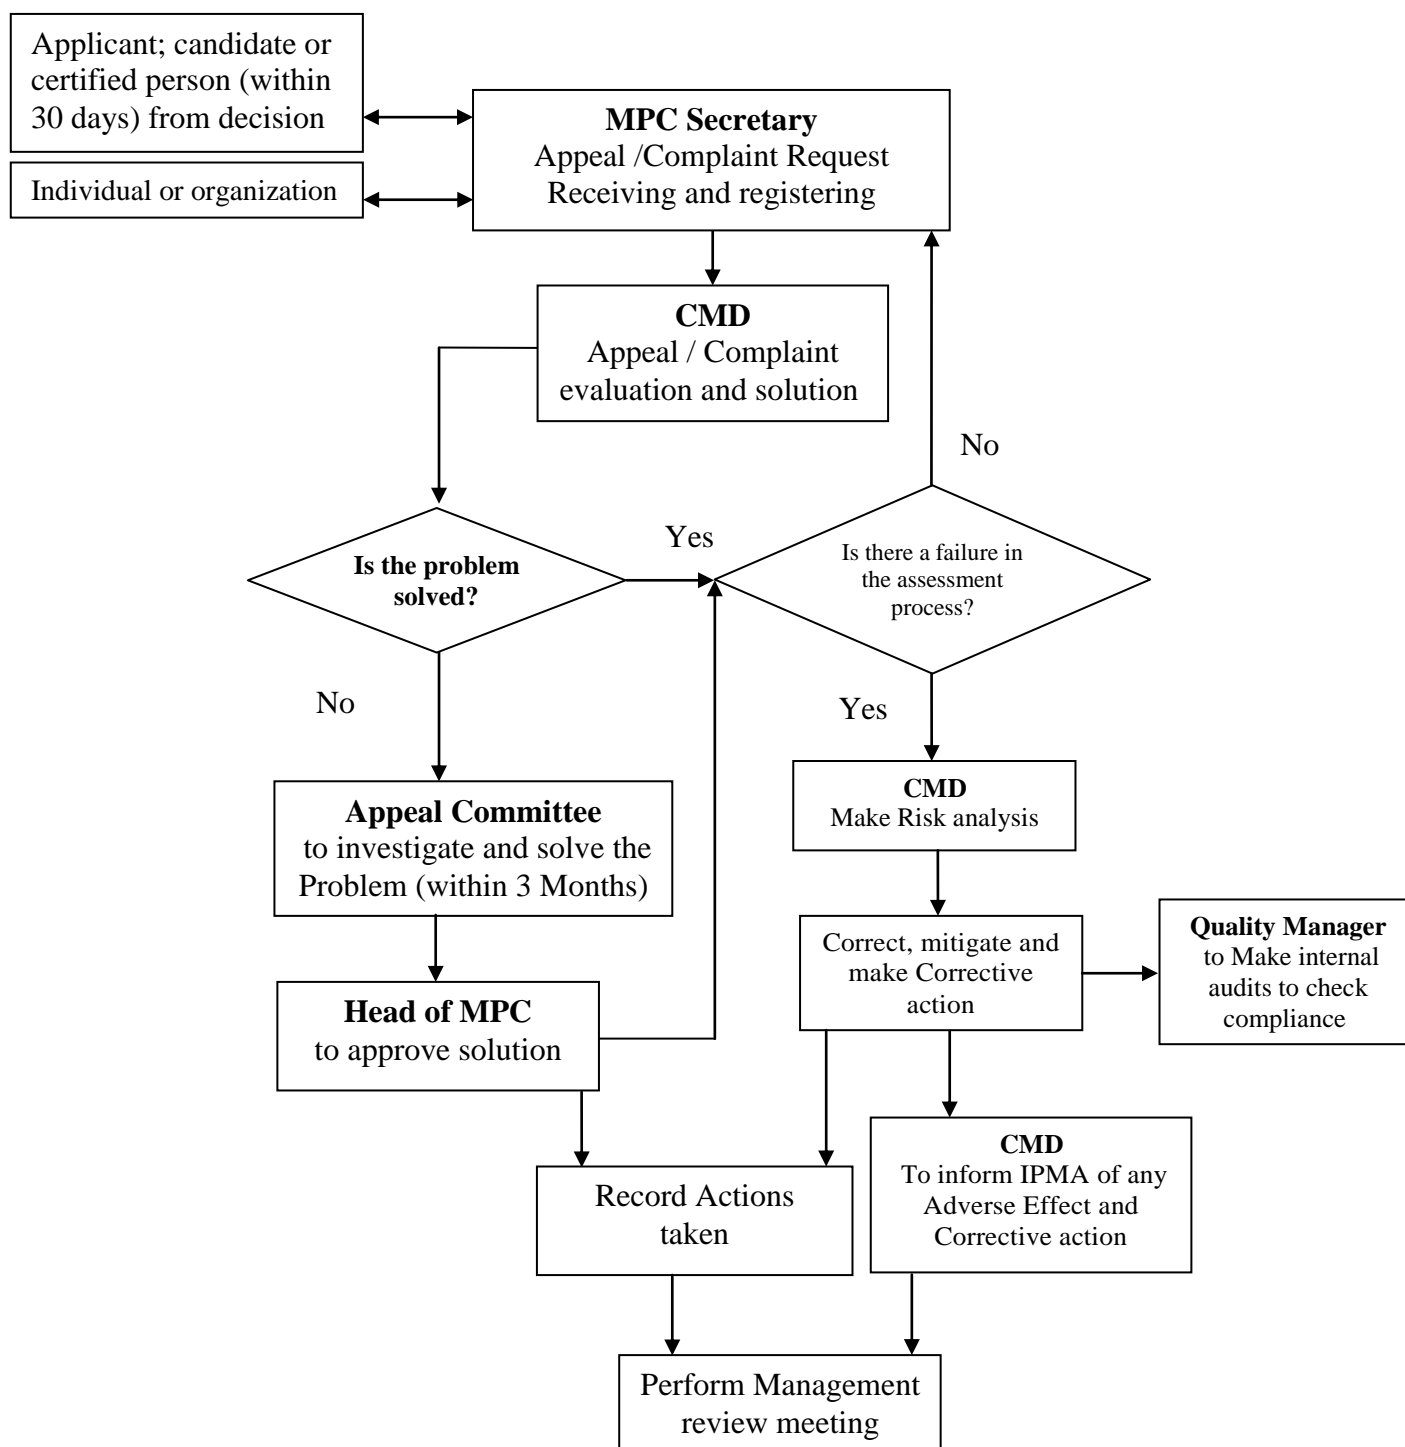 Applicant; candidate or
certified person (within
30 days) from decision
Individual or organization
MPC Secretary
Appeal /Complaint Request
Receiving and registering
CMD
Appeal / Complaint
evaluation and solution
No
Yes
Is the problem
solved?
Is there a failure in
the assessment
process?
No
Yes
Appeal Committee
to investigate and solve the
Problem (within 3 Months)
CMD
Make Risk analysis
Head of MPC
to approve solution
Correct, mitigate and
make Corrective
action
Quality Manager
to Make internal
audits to check
compliance
Record Actions
taken
CMD
To inform IPMA of any
Adverse Effect and
Corrective action
Perform Management
review meeting